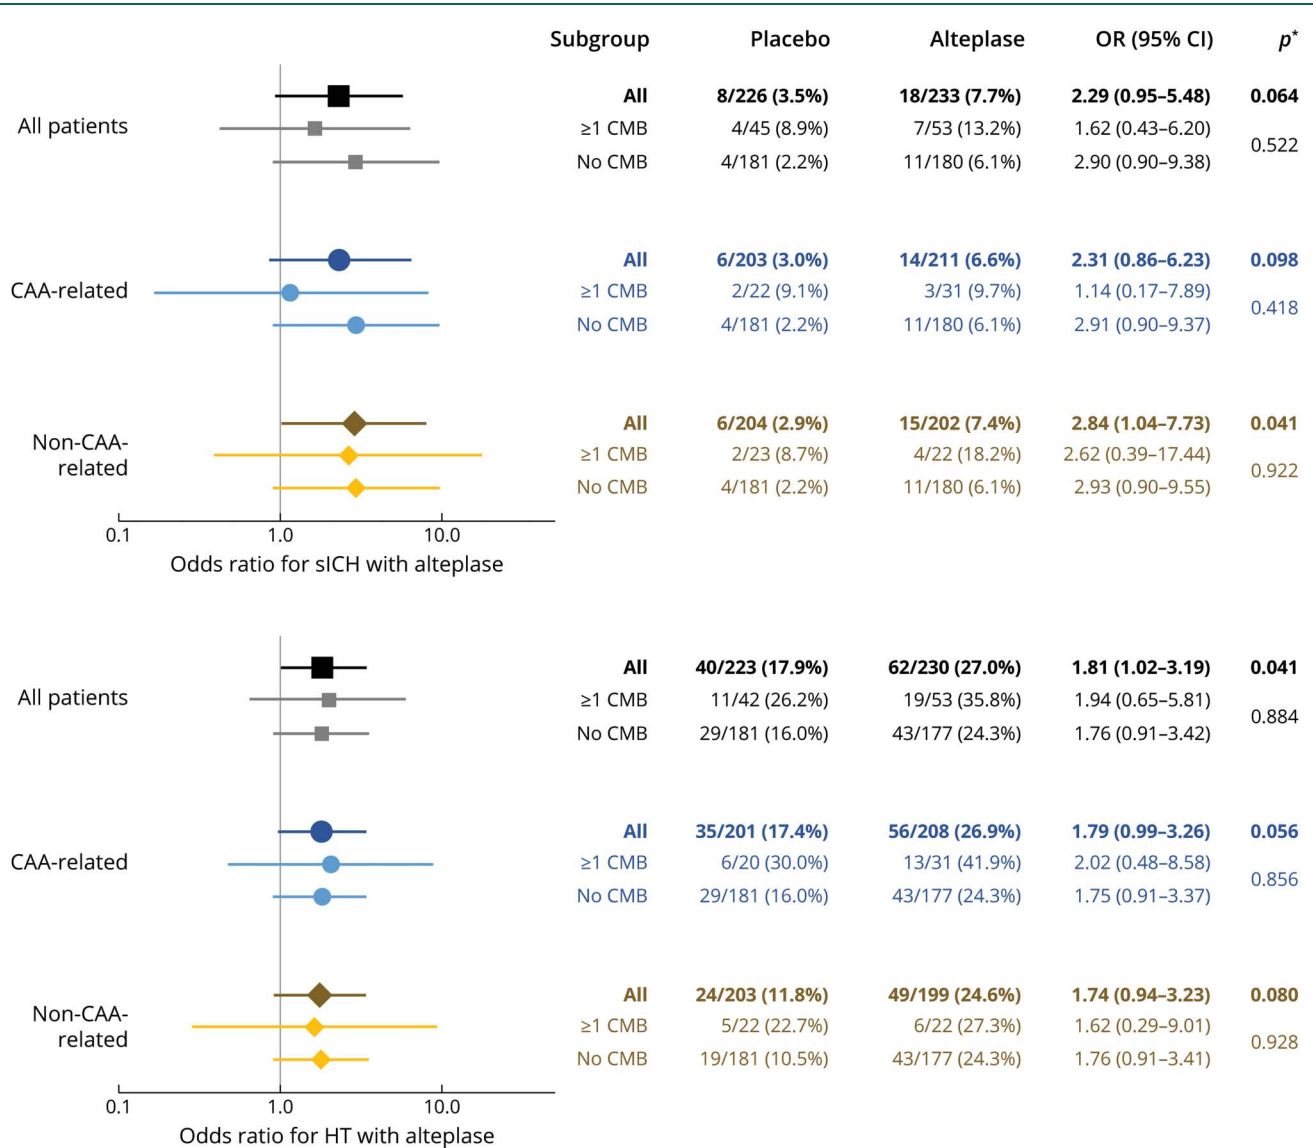 Subgroup Placebo Alteplase OR (95% CI) p*
All patients
All 8/226 (3.5%) 18/233 (7.7%) 2.29 (0.95–5.48) 0.064
≥1 CMB 4/45 (8.9%) 7/53 (13.2%) 1.62 (0.43–6.20)
0.522
No CMB 4/181 (2.2%) 11/180 (6.1%) 2.90 (0.90–9.38)
CAA-related
All 6/203 (3.0%) 14/211 (6.6%) 2.31 (0.86–6.23) 0.098
≥1 CMB 2/22 (9.1%) 3/31 (9.7%) 1.14 (0.17–7.89)
0.418
No CMB 4/181 (2.2%) 11/180 (6.1%) 2.91 (0.90–9.37)
Non-CAA-
related
All 6/204 (2.9%) 15/202 (7.4%) 2.84 (1.04–7.73) 0.041
≥1 CMB 2/23 (8.7%) 4/22 (18.2%) 2.62 (0.39–17.44)
0.922
No CMB 4/181 (2.2%) 11/180 (6.1%) 2.93 (0.90–9.55)
0.1 1.0 10.0
Odds ratio for sICH with alteplase
All patients
All 40/223 (17.9%) 62/230 (27.0%) 1.81 (1.02–3.19) 0.041
≥1 CMB 11/42 (26.2%) 19/53 (35.8%) 1.94 (0.65–5.81)
0.884
No CMB 29/181 (16.0%) 43/177 (24.3%) 1.76 (0.91–3.42)
CAA-related
All 35/201 (17.4%) 56/208 (26.9%) 1.79 (0.99–3.26) 0.056
≥1 CMB 6/20 (30.0%) 13/31 (41.9%) 2.02 (0.48–8.58)
0.856
No CMB 29/181 (16.0%) 43/177 (24.3%) 1.75 (0.91–3.37)
Non-CAA-
related
All 24/203 (11.8%) 49/199 (24.6%) 1.74 (0.94–3.23) 0.080
≥1 CMB 5/22 (22.7%) 6/22 (27.3%) 1.62 (0.29–9.01)
0.928
No CMB 19/181 (10.5%) 43/177 (24.3%) 1.76 (0.91–3.41)
0.1 1.0 10.0
Odds ratio for HT with alteplase